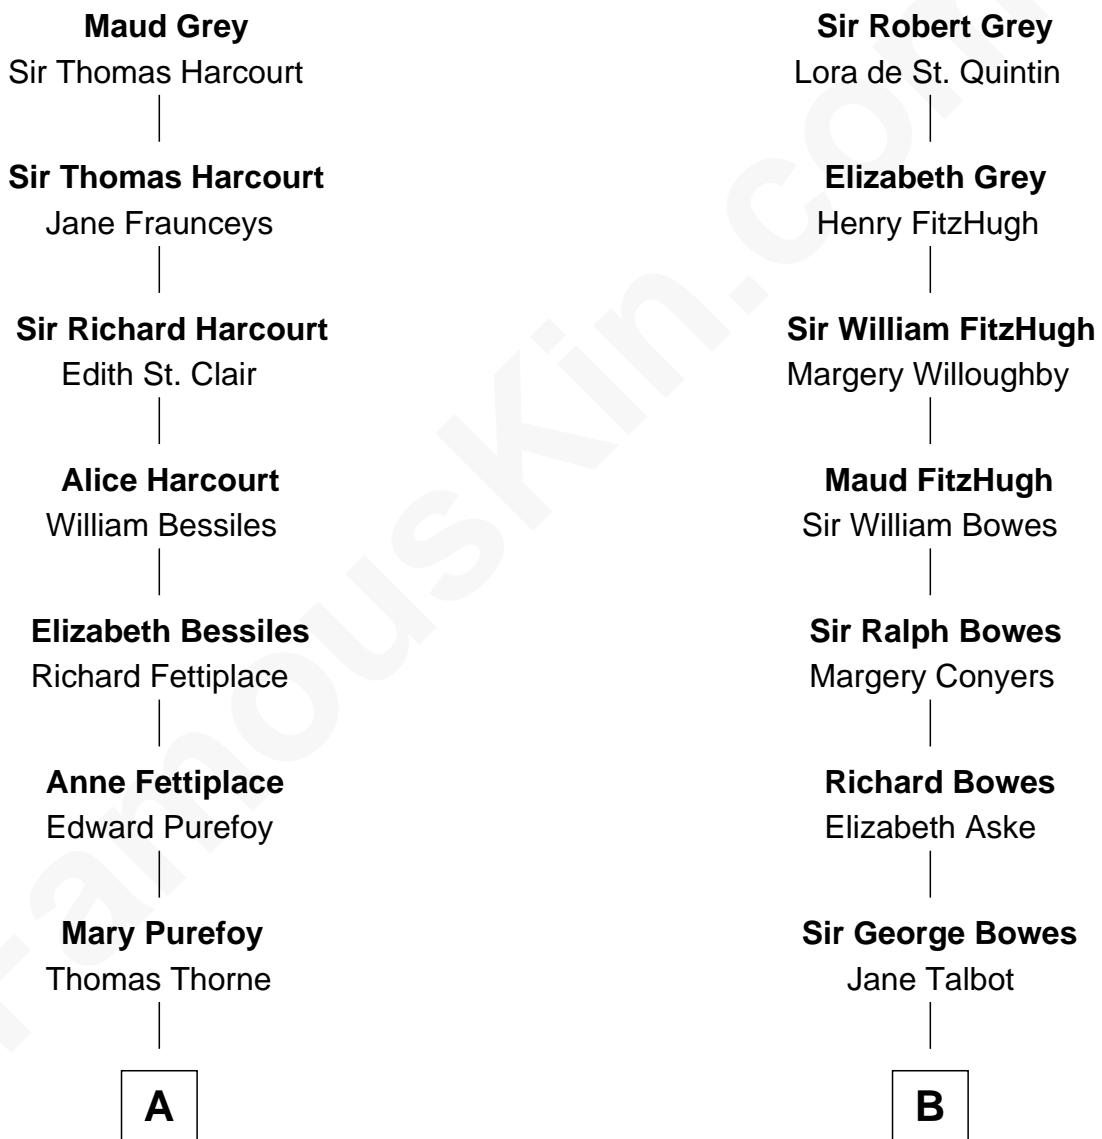 Maud Grey
Sir Thomas Harcourt
Sir Thomas Harcourt
Jane Fraunceys
Sir Richard Harcourt
Edith St. Clair
Alice Harcourt
William Bessiles
Elizabeth Bessiles
Richard Fettiplace
Anne Fettiplace
Edward Purefoy
Mary Purefoy
Thomas Thorne
A
Sir Robert Grey
Lora de St. Quintin
Elizabeth Grey
Henry FitzHugh
Sir William FitzHugh
Margery Willoughby
Maud FitzHugh
Sir William Bowes
Sir Ralph Bowes
Margery Conyers
Richard Bowes
Elizabeth Aske
Sir George Bowes
Jane Talbot
B
FamousKin.com